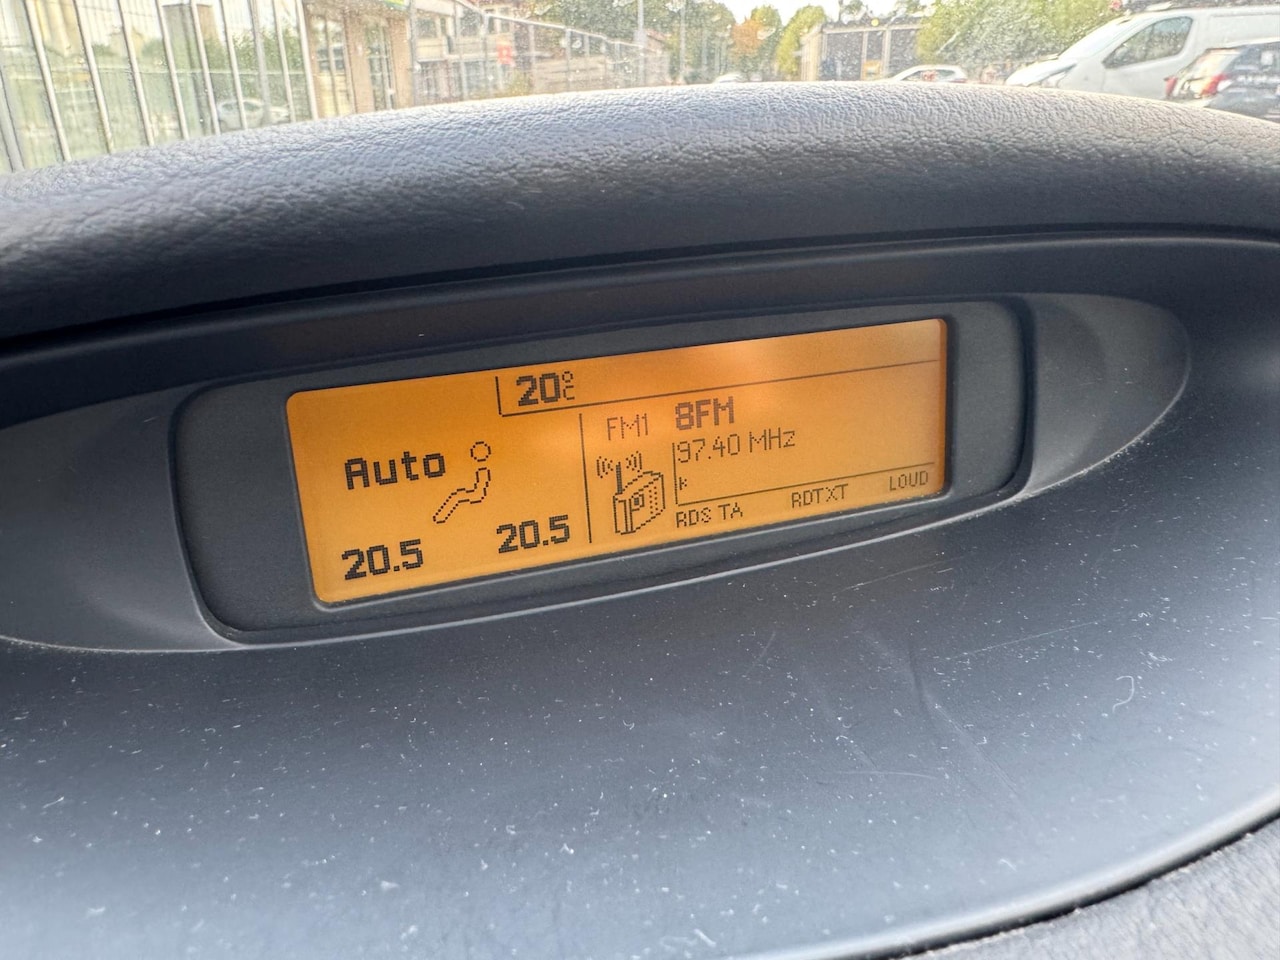 20°C
Auto
20.5 20.5
FM1 8FM
97.40 MHz
k
RDS TA RDTXT LOUD